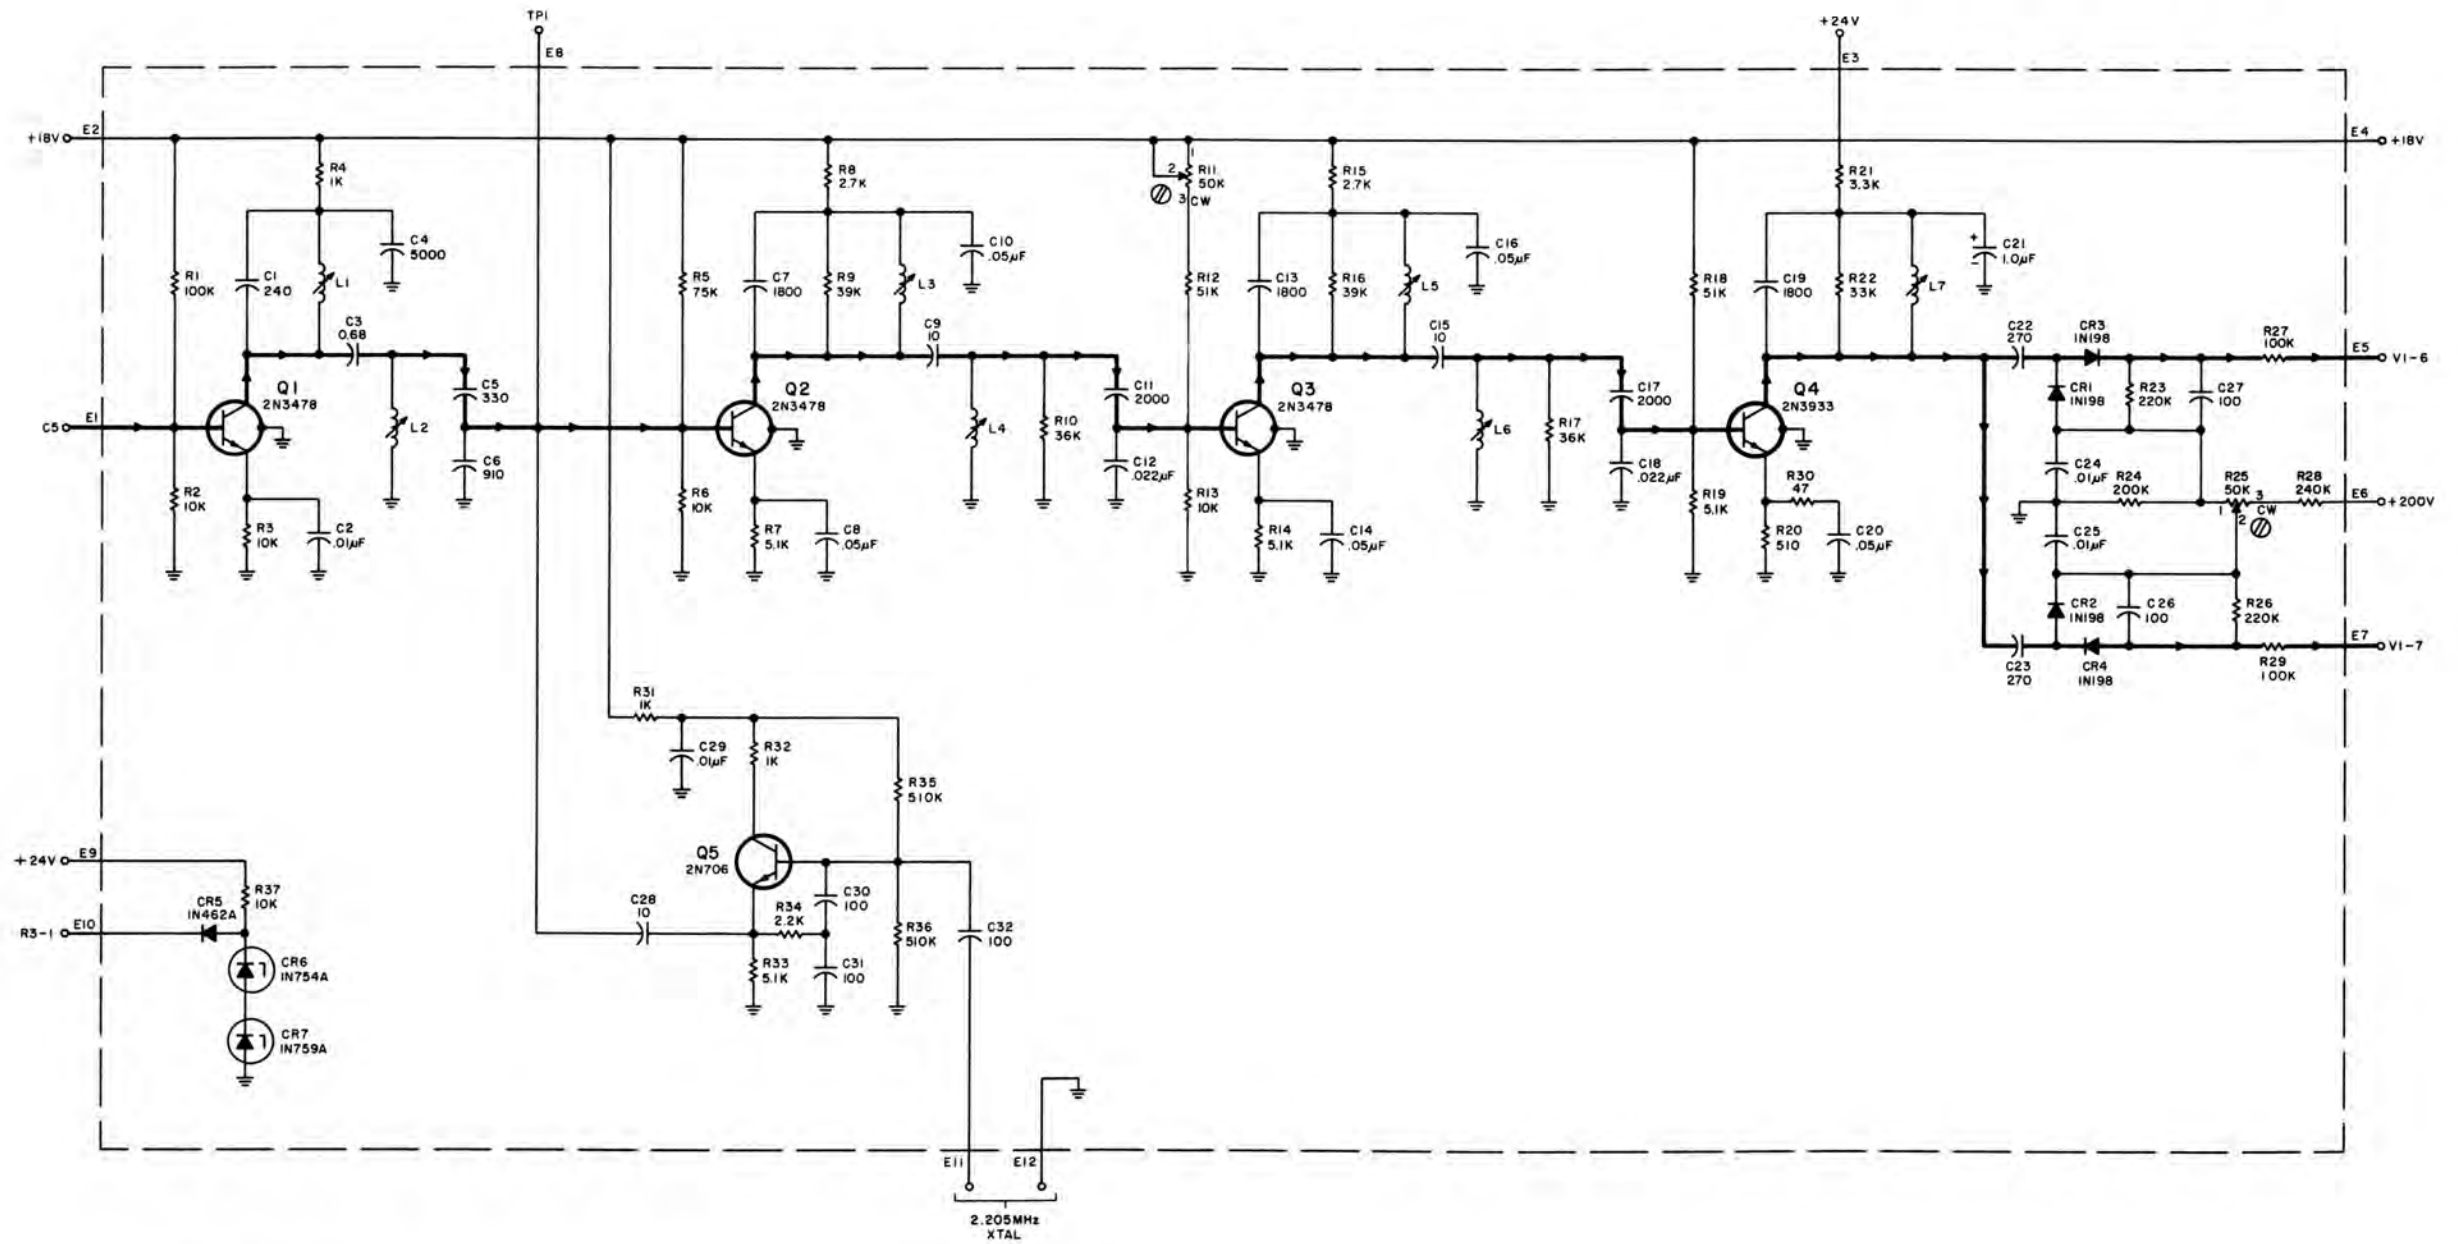 TP1
E8
+24V
E3
+18V
E2
E4
+18V
R4
1K
R8
2.7K
1
2
R11
50K
3
CW
R15
2.7K
R21
3.3K
C4
5000
C10
.05µF
C16
.05µF
+
C21
1.0µF
–
R1
100K
C1
240
L1
R5
75K
C7
1800
R9
39K
L3
R12
51K
C13
1800
R16
39K
L5
R18
51K
C19
1800
R22
33K
L7
C3
0.68
C9
10
C15
10
C22
270
CR3
1N198
R27
100K
E5
V1-6
Q1
2N3478
C5
330
Q2
2N3478
C11
2000
Q3
2N3478
C17
2000
Q4
2N3933
CR1
1N198
R23
220K
C27
100
C5
E1
L2
L4
R10
36K
L6
R17
36K
C6
910
C12
.022µF
C18
.022µF
C24
.01µF
R2
10K
R6
10K
R13
10K
R19
5.1K
R30
47
R24
200K
R25
50K
3
CW
1
2
R28
240K
E6
+200V
R3
10K
C2
.01µF
R7
5.1K
C8
.05µF
R14
5.1K
C14
.05µF
R20
510
C20
.05µF
C25
.01µF
CR2
1N198
C26
100
R26
220K
E7
V1-7
C23
270
CR4
1N198
R29
100K
R31
1K
C29
.01µF
R32
1K
R35
510K
+24V
E9
Q5
2N706
R37
10K
CR5
1N462A
R3-1
E10
C28
10
R34
2.2K
C30
100
R36
510K
C32
100
CR6
1N754A
R33
5.1K
C31
100
CR7
1N759A
E11
E12
2.205MHz
XTAL